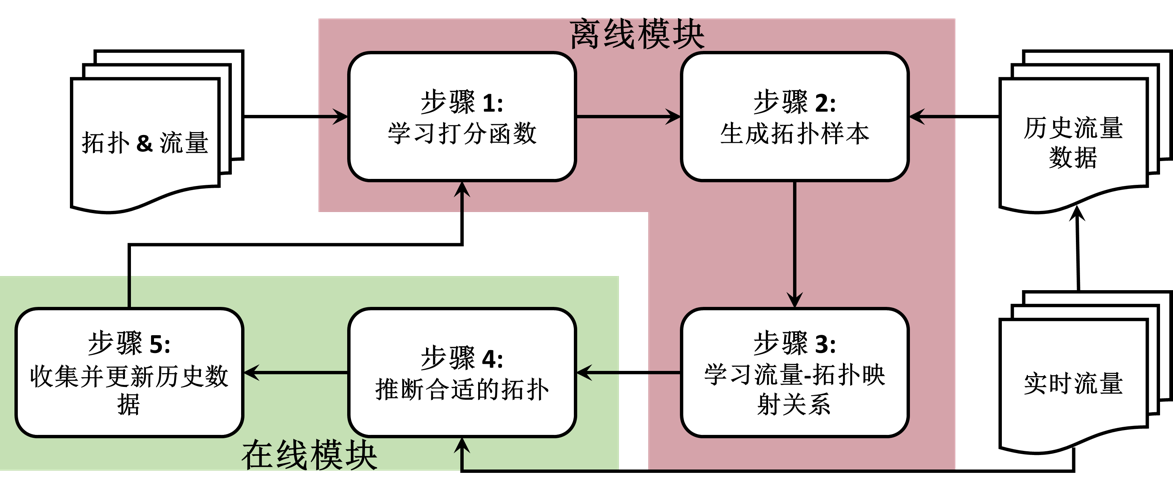 离线模块
步骤 1:
学习打分函数
步骤 2:
生成拓扑样本
拓扑 & 流量
历史流量
数据
步骤 5:
收集并更新历史数
据
步骤 4:
推断合适的拓扑
步骤 3:
学习流量-拓扑映
射关系
实时流量
在线模块